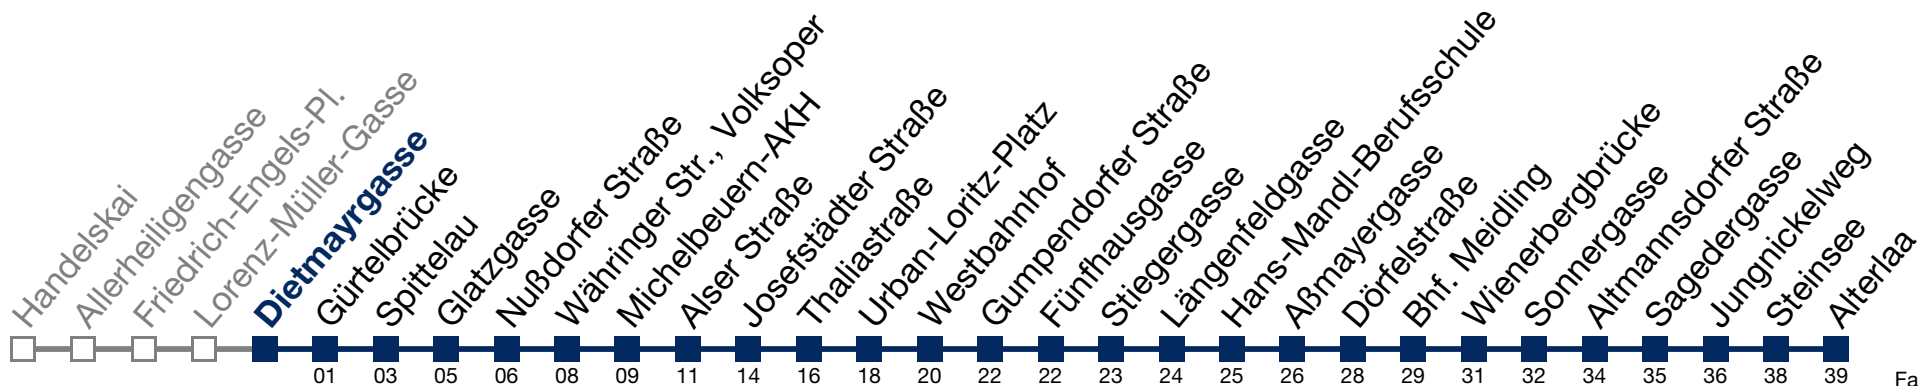 Handelskai
Allerheiligengasse
Friedrich-Engels-Pl.
Lorenz-Müller-Gasse
Dietmayrgasse
Gürtelbrücke
Spittelau
Glatzgasse
Nußdorfer Straße
Währinger Str., Volksoper
Michelbeuern-AKH
Alser Straße
Josefstädter Straße
Thaliastraße
Urban-Loritz-Platz
Westbahnhof
Gumpendorfer Straße
Fünfhausgasse
Stiegergasse
Längenfeldgasse
Hans-Mandl-Berufsschule
Aßmayergasse
Dörfelstraße
Bhf. Meidling
Wienerbergbrücke
Sonnergasse
Altmannsdorfer Straße
Sagedergasse
Jungnickelweg
Steinsee
Alterlaa
01 03 05 06 08 09 11 14 16 18 20 22 22 23 24 25 26 28 29 31 32 34 35 36 38 39 Fa